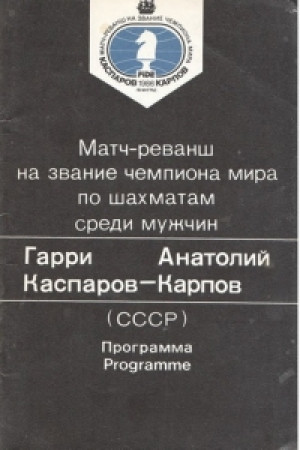 МАТЧ-РЕВАНШ НА ЗВАНИЕ ЧЕМПИОНА МИРА
FIDE
КАСПАРОВ 1986 КАРПОВ
Матч-реванш
на звание чемпиона мира
по шахматам
среди мужчин
Гарри Анатолий
Каспаров–Карпов
(СССР)
Программа
Programme